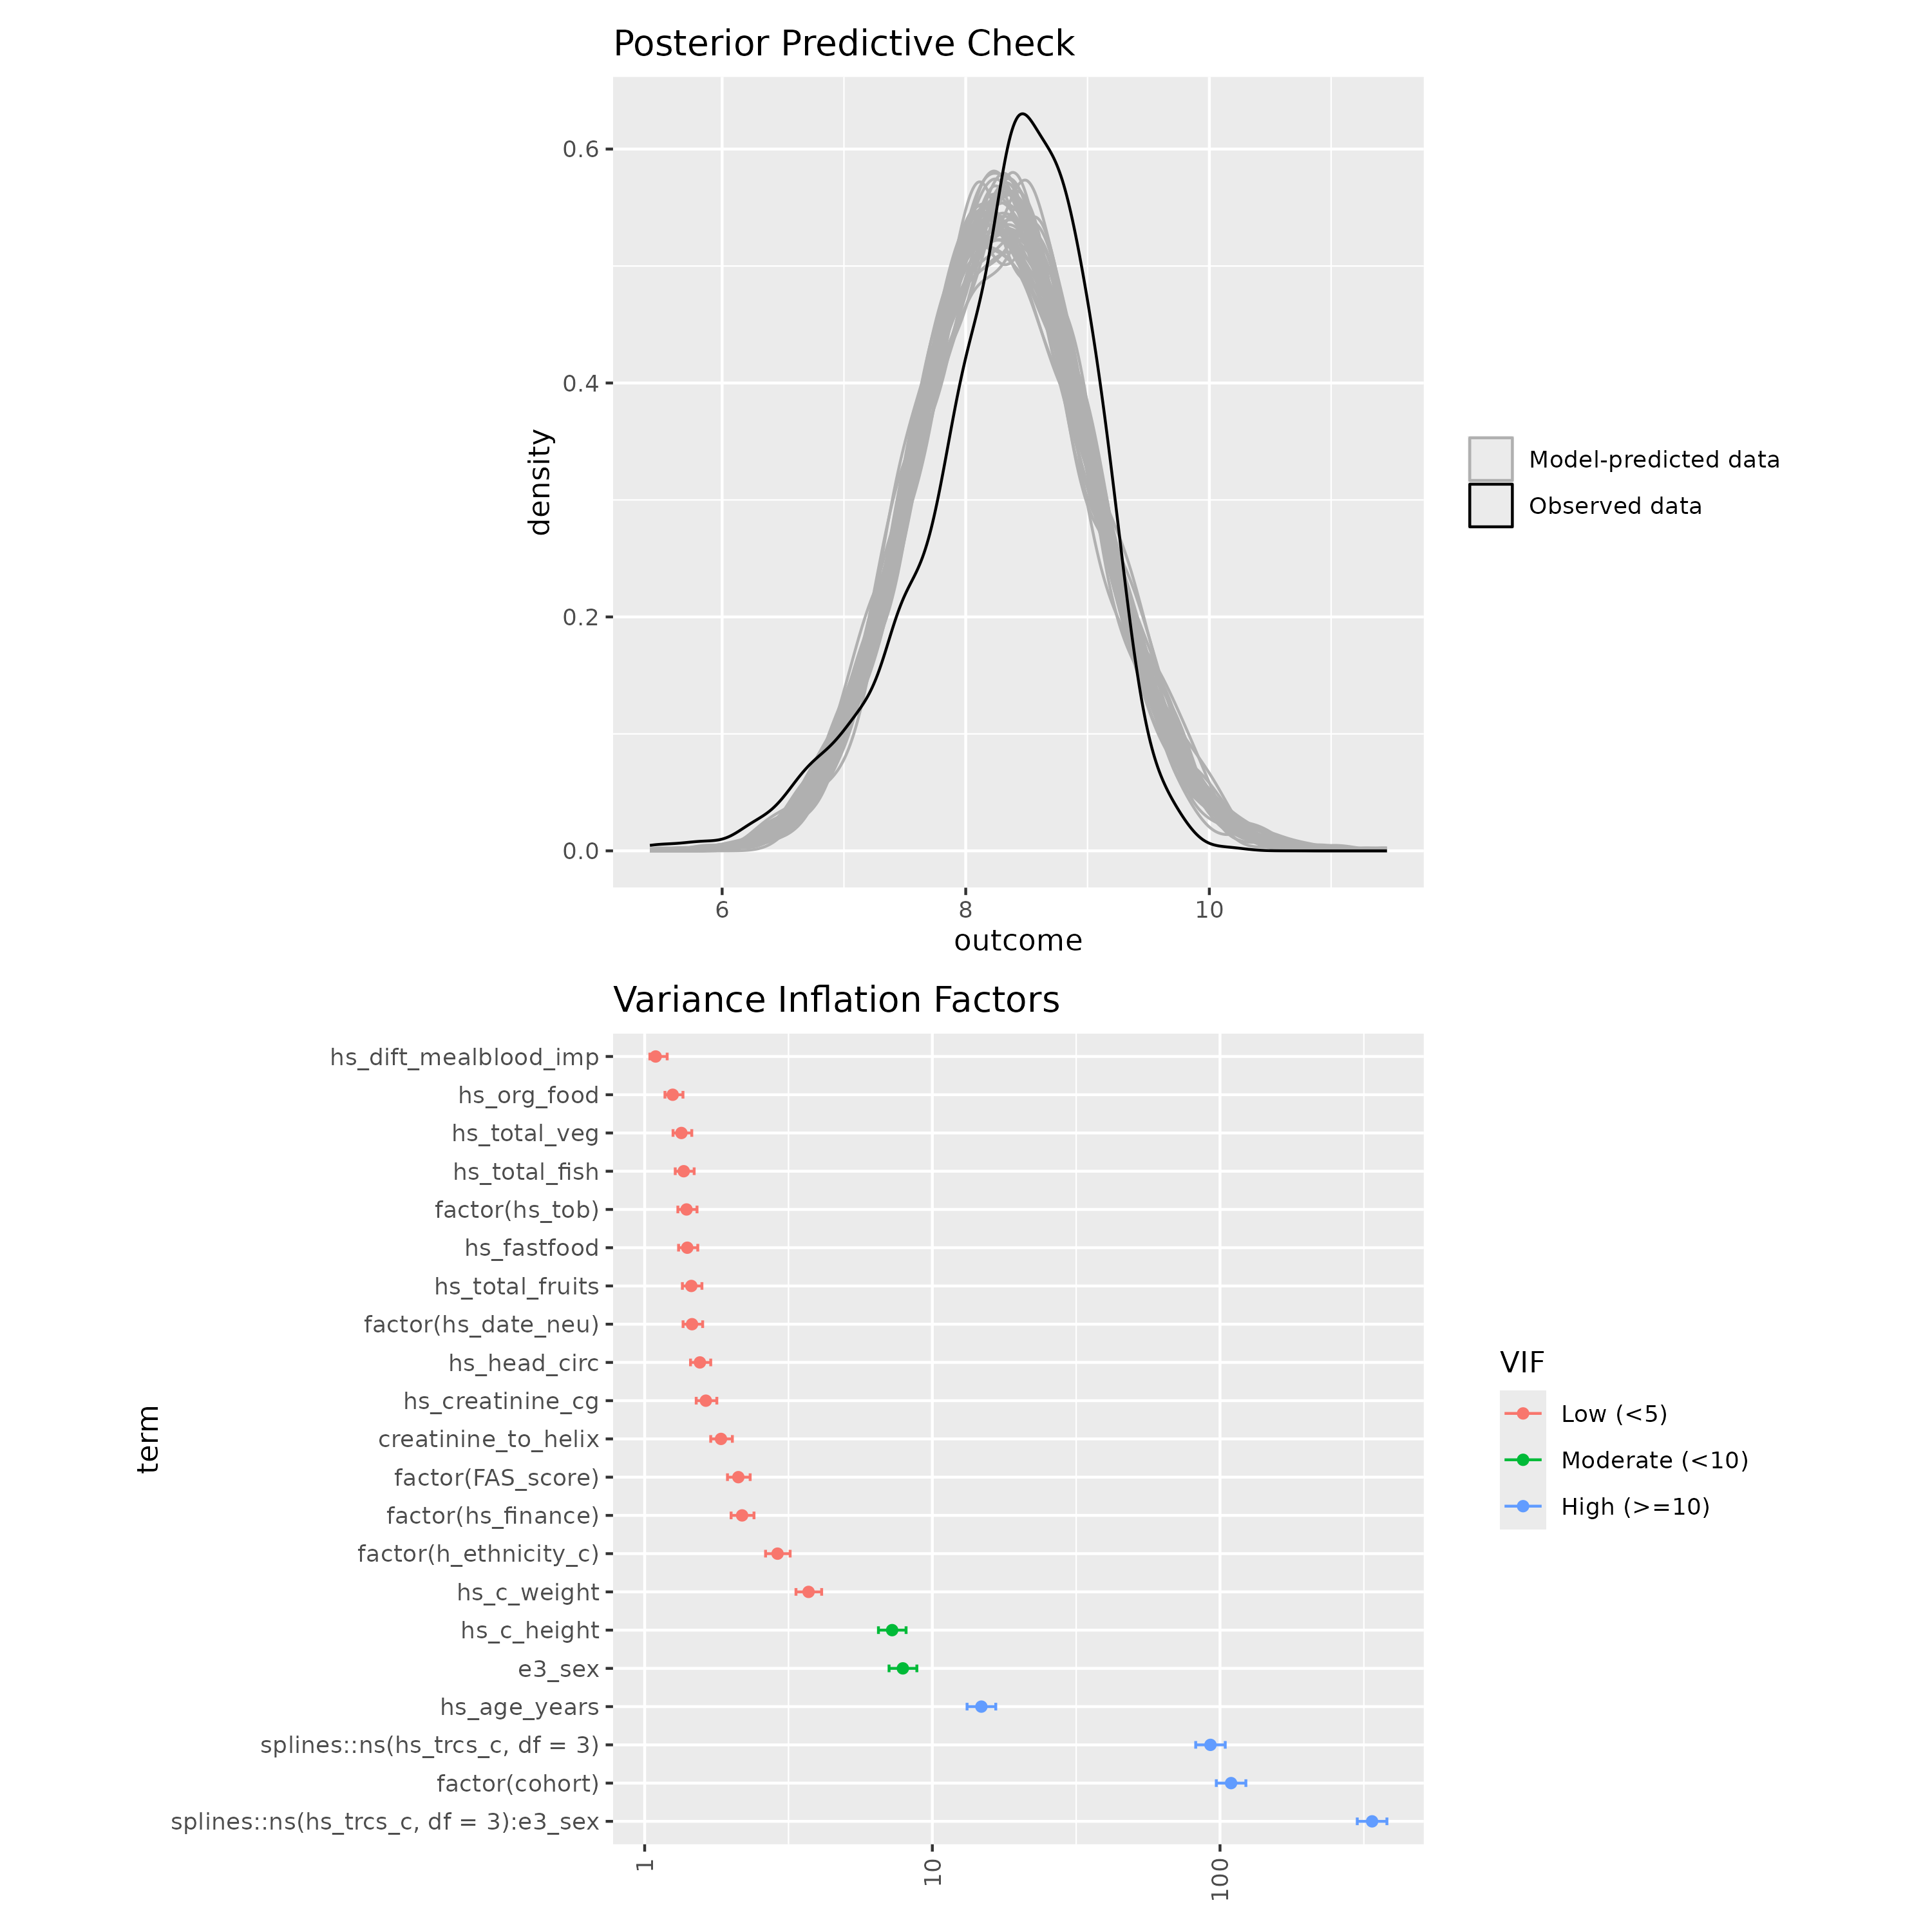 Posterior Predictive Check
0.6
0.4
0.2
0.0
density
6 8 10
outcome
Model-predicted data
Observed data
Variance Inflation Factors
hs_dift_mealblood_imp
hs_org_food
hs_total_veg
hs_total_fish
factor(hs_tob)
hs_fastfood
hs_total_fruits
factor(hs_date_neu)
hs_head_circ
hs_creatinine_cg
creatinine_to_helix
factor(FAS_score)
factor(hs_finance)
factor(h_ethnicity_c)
hs_c_weight
hs_c_height
e3_sex
hs_age_years
splines::ns(hs_trcs_c, df = 3)
factor(cohort)
splines::ns(hs_trcs_c, df = 3):e3_sex
term
1 10 100
VIF
Low (<5)
Moderate (<10)
High (>=10)